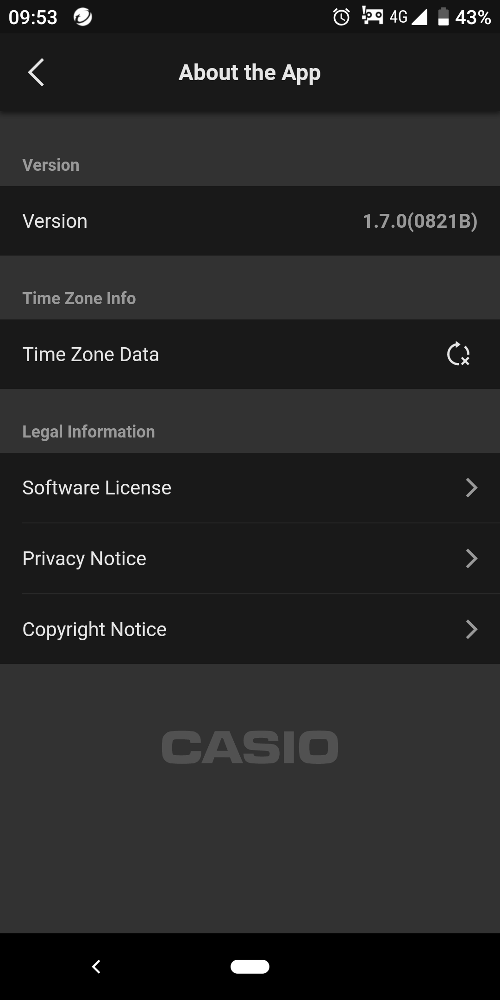 09:53 4G 43%
About the App
Version
Version 1.7.0(0821B)
Time Zone Info
Time Zone Data
Legal Information
Software License
Privacy Notice
Copyright Notice
CASIO